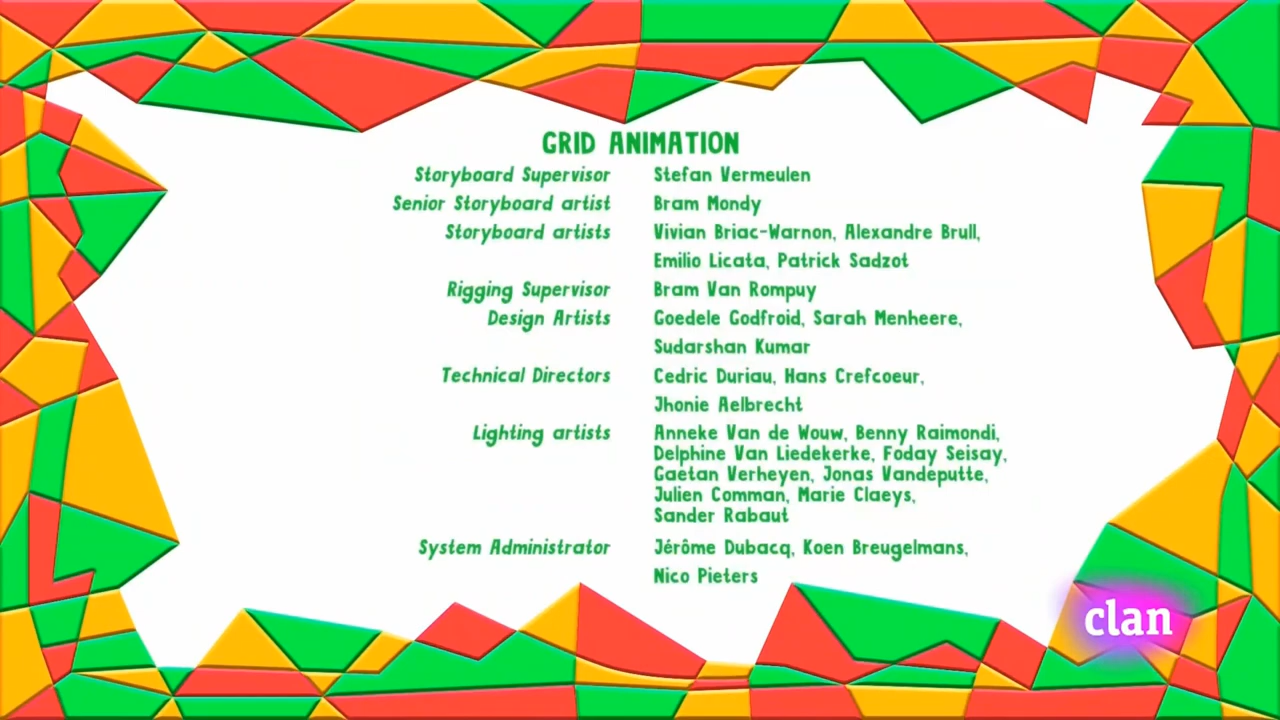 GRID ANIMATION
Storyboard Supervisor Stefan Vermeulen
Senior Storyboard artist Bram Mondy
Storyboard artists Vivian Briac-Warnon, Alexandre Brull,
Emilio Licata, Patrick Sadzot
Rigging Supervisor Bram Van Rompuy
Design Artists Goedele Godfroid, Sarah Menheere,
Sudarshan Kumar
Technical Directors Cedric Duriau, Hans Crefcoeur,
Jhonie Aelbrecht
Lighting artists Anneke Van de Wouw, Benny Raimondi,
Delphine Van Liedekerke, Foday Seisay,
Gaetan Verheyen, Jonas Vandeputte,
Julien Comman, Marie Claeys,
Sander Rabaut
System Administrator Jérôme Dubacq, Koen Breugelmans,
Nico Pieters
clan